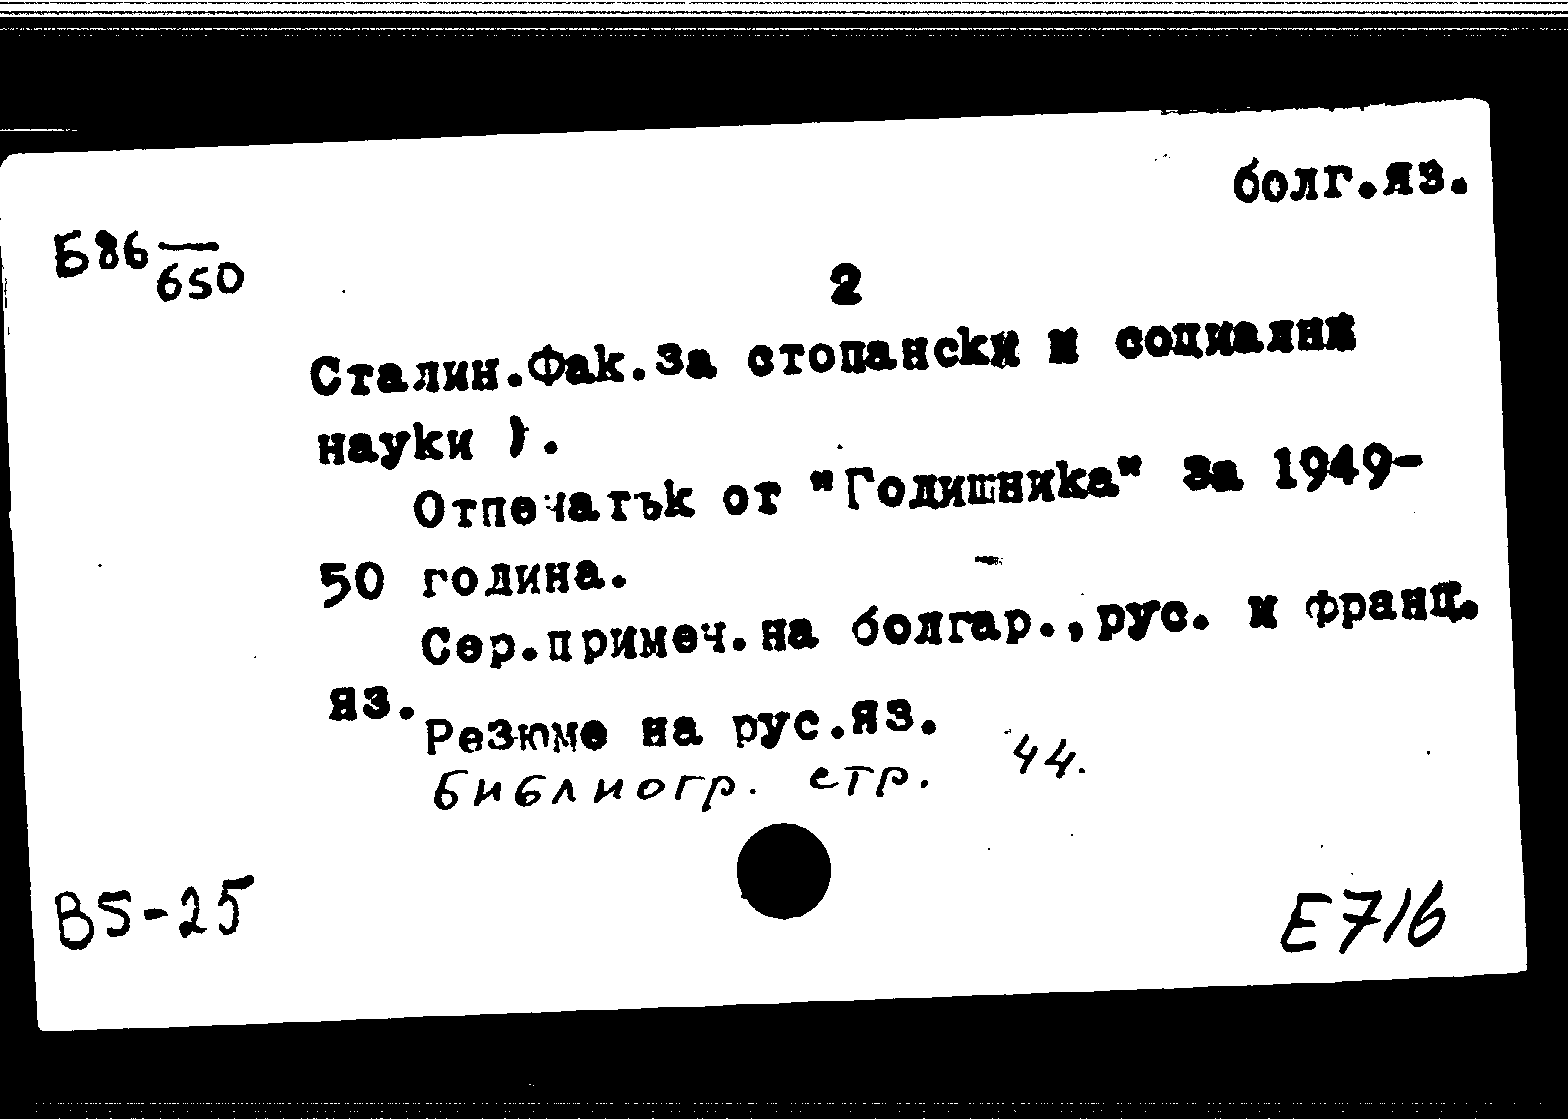 болг.яз.
Б86 —
650
2
Сталин.Фак.За стопански и социални
науки ).
Отпечатък от "Годишника" За 1949-
50 година.
Сер.примеч.на болгар.,рус. и франц.
яз.
Резюме на рус.яз.
библиогр. стр. 44.
В5-25
Е716